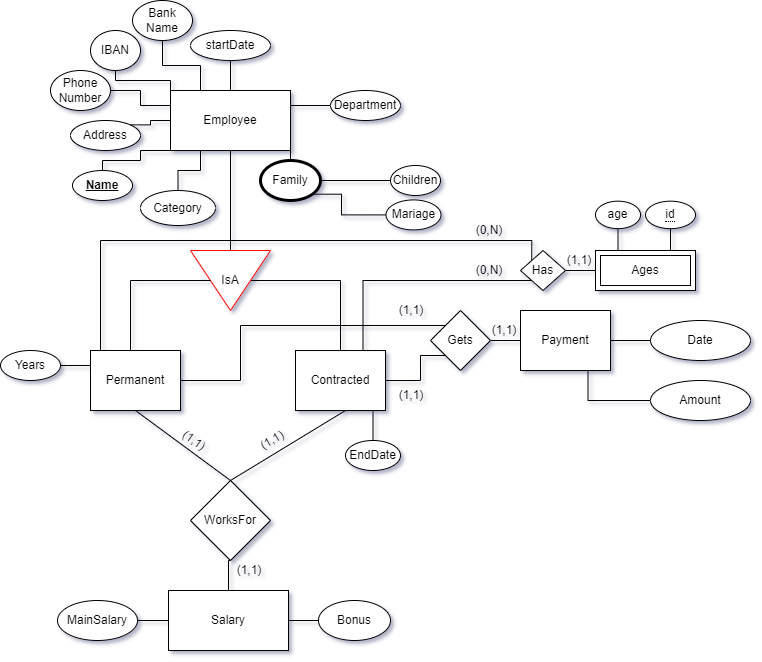 Bank
Name
IBAN
startDate
Phone
Number
Employee
Department
Address
Name
Category
Family
Children
Mariage
(0,N)
age
id
IsA
(0,N)
Has
(1,1)
Ages
(1,1)
Gets
(1,1)
Payment
Date
Years
Permanent
Contracted
(1,1)
Amount
(1,1)
(1,1)
EndDate
WorksFor
(1,1)
MainSalary
Salary
Bonus